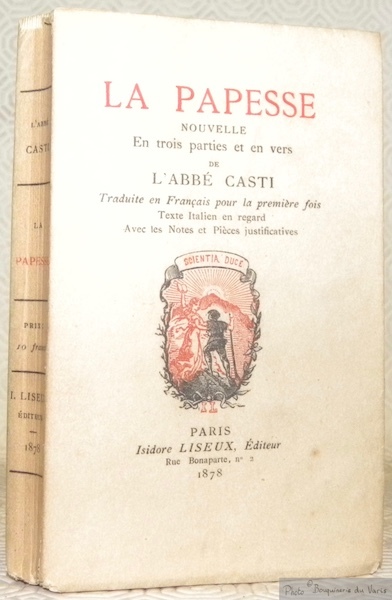 L'ABBÉ
CASTI
LA
PAPESSE
PRIX
10 francs
I. LISEUX
ÉDITEUR
1878
LA PAPESSE
NOUVELLE
En trois parties et en vers
DE
L'ABBÉ CASTI
Traduite en Français pour la première fois
Texte Italien en regard
Avec les Notes et Pièces justificatives
SCIENTIA DUCE
PARIS
Isidore LISEUX, Éditeur
Rue Bonaparte, n° 2
1878
Photo © Bouquinerie du Varis